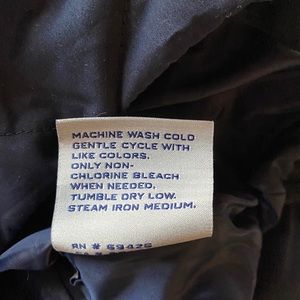 MACHINE WASH COLD
GENTLE CYCLE WITH
LIKE COLORS.
ONLY NON-
CHLORINE BLEACH
WHEN NEEDED.
TUMBLE DRY LOW.
STEAM IRON MEDIUM.
RN # 69426